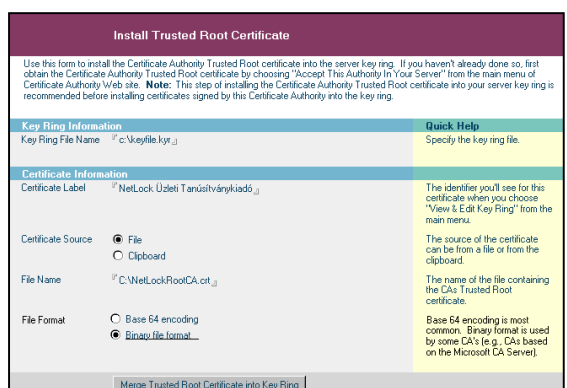 Install Trusted Root Certificate
Use this form to install the Certificate Authority Trusted Root certificate into the server key ring. If you haven't already done so, first
obtain the Certificate Authority Trusted Root certificate by choosing "Accept This Authority In Your Server" from the main menu of
Certificate Authority Web site. Note: This step of installing the Certificate Authority Trusted Root certificate into your server key ring is
recommended before installing certificates signed by this Certificate Authority into the key ring.
Key Ring Information
Quick Help
Key Ring File Name
c:\keyfile.kyr
Specify the key ring file.
Certificate Information
Certificate Label
NetLock Üzleti Tanúsítványkiadó
The identifier you'll see for this
certificate when you choose
"View & Edit Key Ring" from the
main menu.
Certificate Source
File
Clipboard
The source of the certificate
can be from a file or from the
clipboard.
File Name
C:\NetLockRootCA.crt
The name of the file containing
the CAs Trusted Root
certificate.
File Format
Base 64 encoding
Binary file format
Base 64 encoding is most
common. Binary format is used
by some CA's (e.g., CAs based
on the Microsoft CA Server).
Merge Trusted Root Certificate into Key Ring